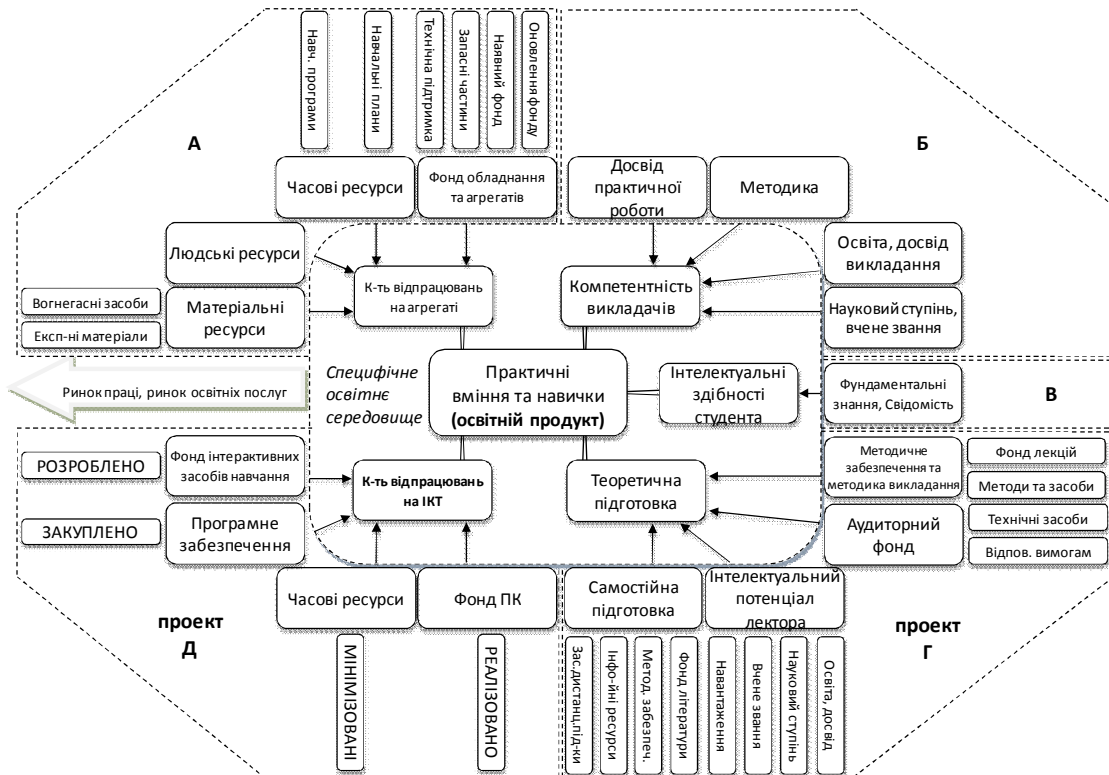 Навч. програми
Навчальні плани
Технічна підтримка
Запасні частини
Наявний фонд
Оновлення фонду
А
Б
Часові ресурси
Фонд обладнання
та агрегатів
Досвід
практичної
роботи
Методика
Людські ресурси
К-ть відпрацювань
на агрегаті
Компетентність
викладачів
Освіта, досвід
викладання
Вогнегасні засоби
Експ-ні матеріали
Матеріальні
ресурси
Науковий ступінь,
вчене звання
Ринок праці, ринок освітніх послуг
Специфічне
освітнє
середовище
Практичні
вміння та навички
(освітній продукт)
Інтелектуальні
здібності
студента
Фундаментальні
знання, Свідомість
В
РОЗРОБЛЕНО
Фонд інтерактивних
засобів навчання
К-ть відпрацювань
на ІКТ
Теоретична
підготовка
Методичне
забезпечення та
методика викладання
Фонд лекцій
Методи та засоби
ЗАКУПЛЕНО
Програмне
забезпечення
Аудиторний
фонд
Технічні засоби
Відпов. вимогам
проект
Д
Часові ресурси
Фонд ПК
Самостійна
підготовка
Інтелектуальний
потенціал
лектора
проект
Г
МІНІМІЗОВАНІ
РЕАЛІЗОВАНО
Зас.дистанц.під-ки
Інфо-йні ресурси
Метод. забезпеч.
Фонд літератури
Навантаження
Вчене звання
Науковий ступінь
Освіта, досвід